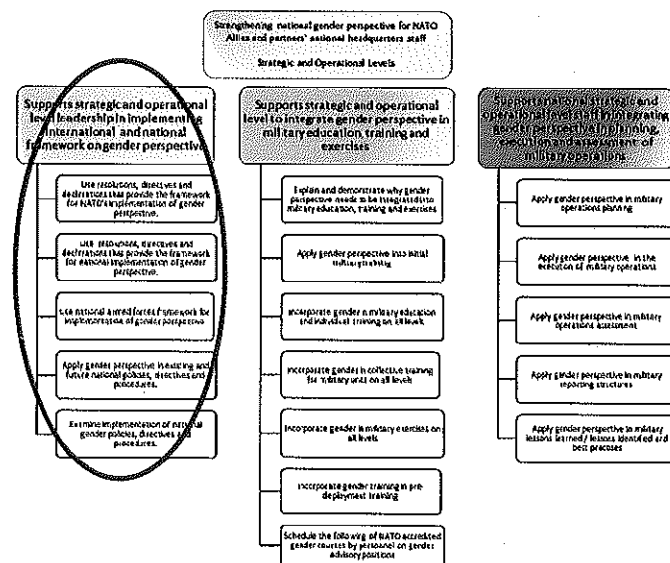 Strengthening national gender perspective for NATO
Allies and partners' national headquarters staff
Strategic and Operational Levels
Supports strategic and operational
level leadership in implementing
international and national
framework on gender perspective
Use resolutions, directives and
declarations that provide the framework
for NATO's implementation of gender
perspective.
Use resolutions, directives and
declarations that provide the framework
for national implementation of gender
perspective.
Use national armed forces framework for
implementation of gender perspective
Apply gender perspective in existing and
future national policies, directives and
procedures.
Examine implementation of national
gender policies, directives and
procedures.
Supports strategic and operational
level to integrate gender perspective in
military education, training and
exercises
Explain and demonstrate why gender
perspective needs to be integrated into
military education, training and exercises
Apply gender perspective into initial
military training
Incorporate gender in military education
and individual training on all levels
Incorporate gender in collective training
for military units on all levels
Incorporate gender in military exercises on
all levels
Incorporate gender training in pre-
deployment training
Schedule the following of NATO accredited
gender courses by personnel on gender
advisory positions
Support national strategic and
operational level staff in integrating
gender perspective in planning,
execution and assessment of
military operations
Apply gender perspective in military
operations planning
Apply gender perspective in the
execution of military operations
Apply gender perspective in military
operations assessment
Apply gender perspective in military
reporting structures
Apply gender perspective in military
lessons learned / lessons identified and
best practises